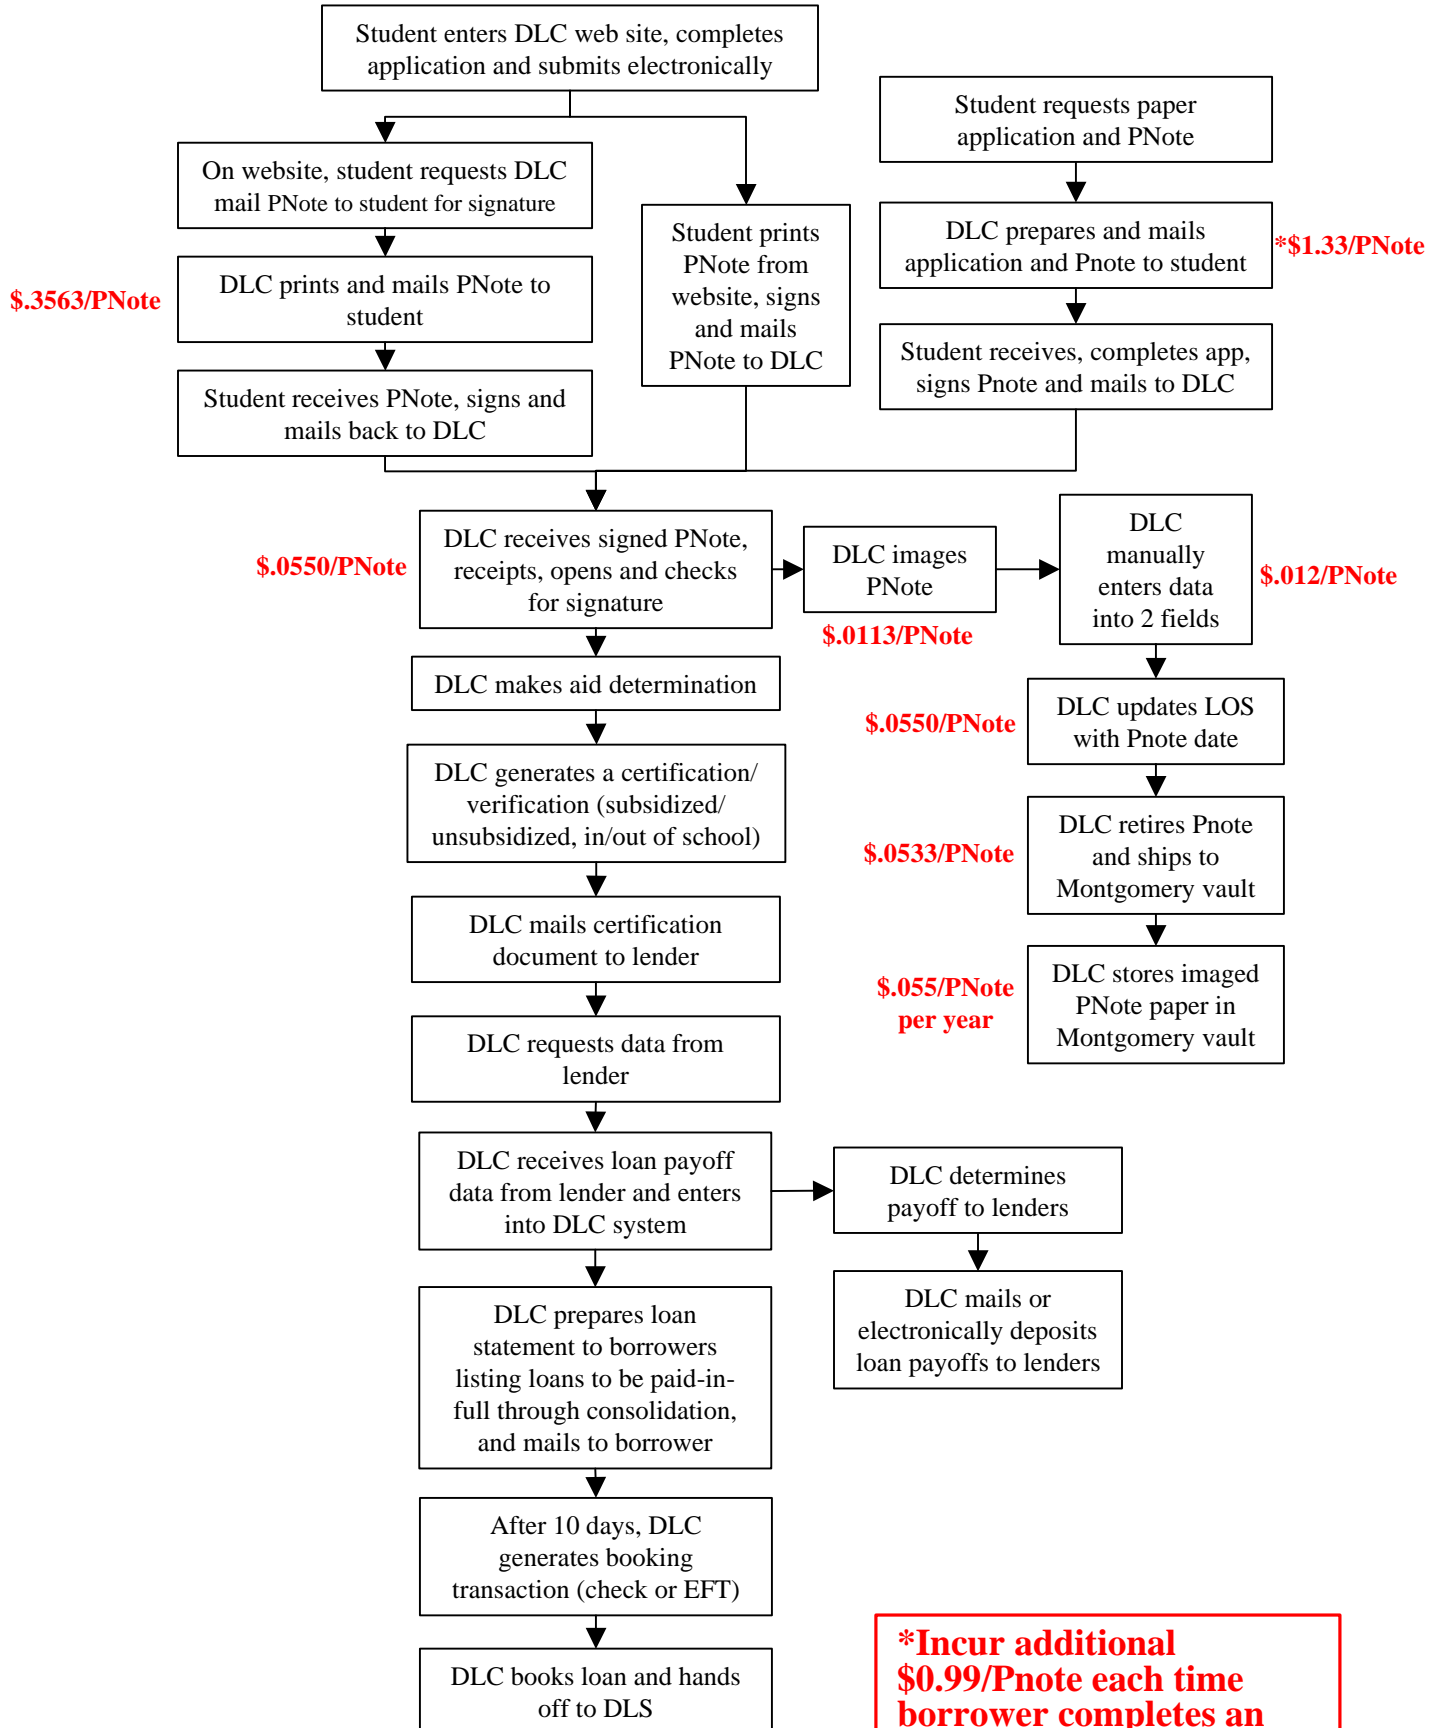 Student enters DLC web site, completes
application and submits electronically
Student requests paper
application and PNote
On website, student requests DLC
mail PNote to student for signature
Student prints
PNote from
website, signs
and mails
PNote to DLC
DLC prepares and mails
application and Pnote to student
*$1.33/PNote
$.3563/PNote
DLC prints and mails PNote to
student
Student receives, completes app,
signs Pnote and mails to DLC
Student receives PNote, signs and
mails back to DLC
$.0550/PNote
DLC receives signed PNote,
receipts, opens and checks
for signature
DLC images
PNote
$.0113/PNote
DLC
manually
enters data
into 2 fields
$.012/PNote
DLC makes aid determination
$.0550/PNote
DLC updates LOS
with Pnote date
DLC generates a certification/
verification (subsidized/
unsubsidized, in/out of school)
$.0533/PNote
DLC retires Pnote
and ships to
Montgomery vault
DLC mails certification
document to lender
$.055/PNote
per year
DLC stores imaged
PNote paper in
Montgomery vault
DLC requests data from
lender
DLC receives loan payoff
data from lender and enters
into DLC system
DLC determines
payoff to lenders
DLC prepares loan
statement to borrowers
listing loans to be paid-in-
full through consolidation,
and mails to borrower
DLC mails or
electronically deposits
loan payoffs to lenders
After 10 days, DLC
generates booking
transaction (check or EFT)
DLC books loan and hands
off to DLS
*Incur additional
$0.99/Pnote each time
borrower completes an